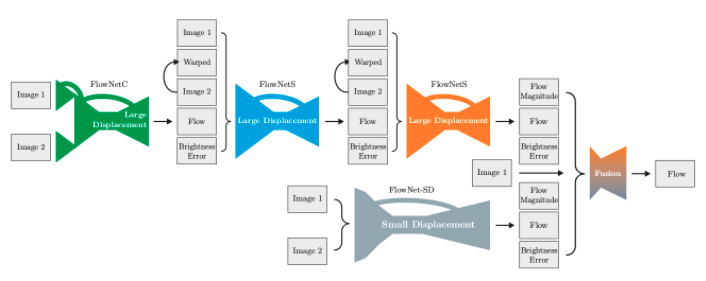 Image 1
Image 2
FlowNetC
Large
Displacement
Image 1
Warped
Image 2
Flow
Brightness
Error
FlowNetS
Large Displacement
Image 1
Warped
Image 2
Flow
Brightness
Error
FlowNetS
Large Displacement
Flow
Magnitude
Flow
Brightness
Error
Image 1
Image 1
Image 2
FlowNet-SD
Small Displacement
Flow
Magnitude
Flow
Brightness
Error
Fusion
Flow